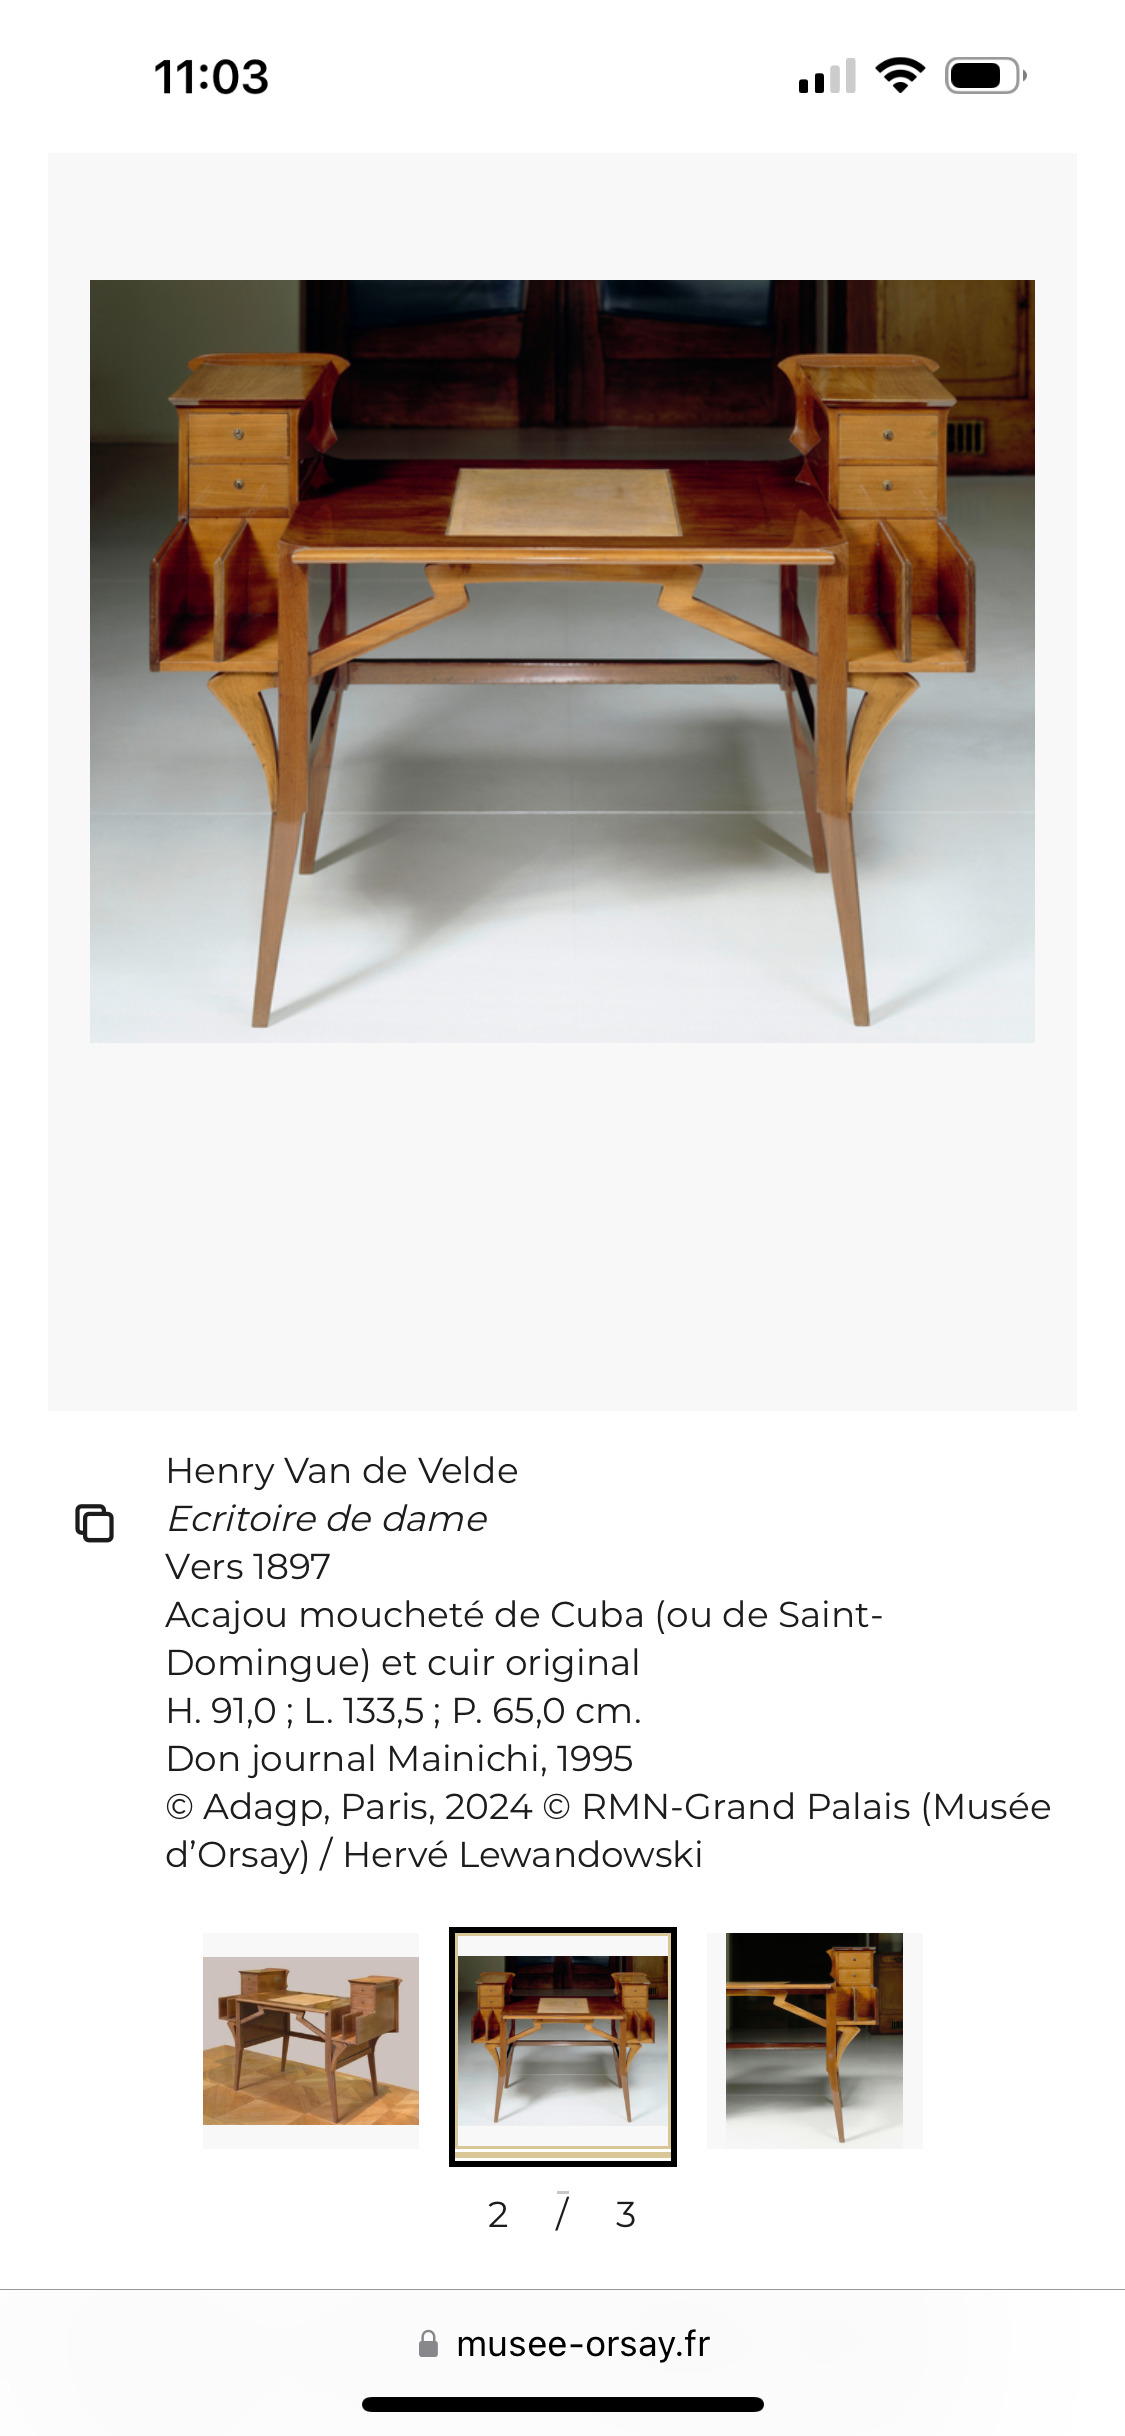 11:03
Henry Van de Velde
Ecritoire de dame
Vers 1897
Acajou moucheté de Cuba (ou de Saint-
Domingue) et cuir original
H. 91,0 ; L. 133,5 ; P. 65,0 cm.
Don journal Mainichi, 1995
© Adagp, Paris, 2024 © RMN-Grand Palais (Musée
d’Orsay) / Hervé Lewandowski
2 / 3
musee-orsay.fr